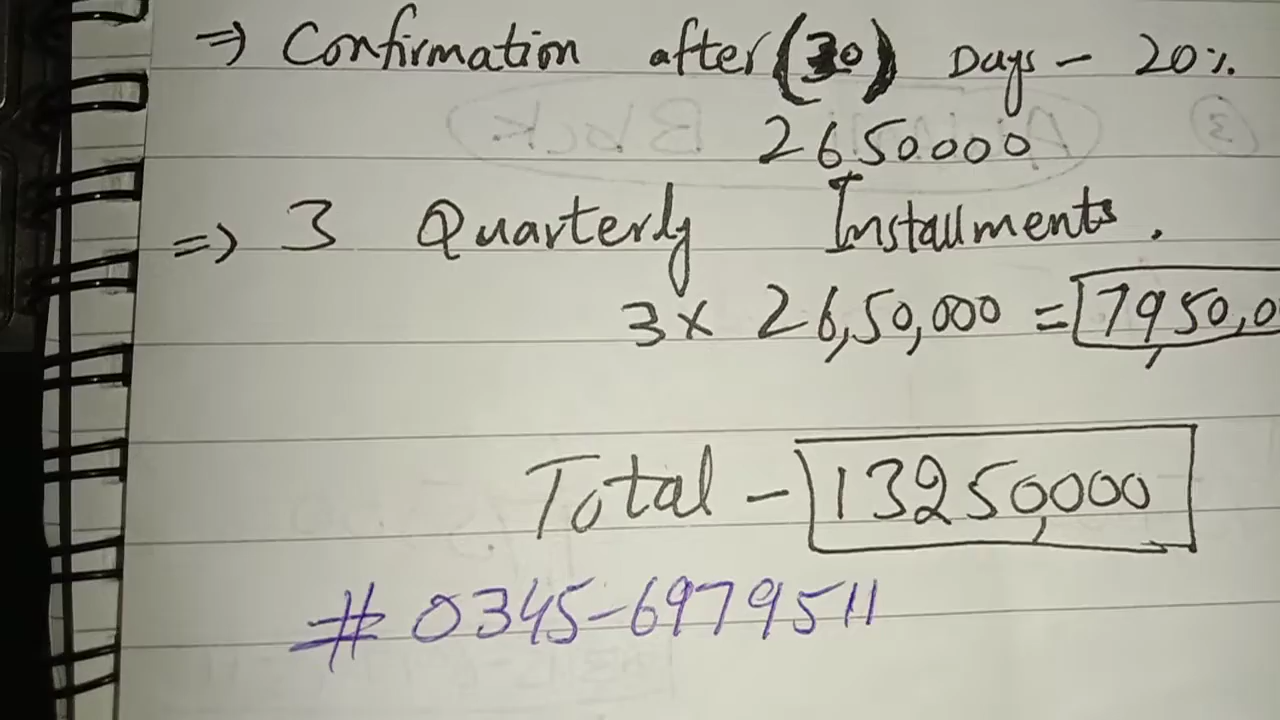 ⇒ Confirmation after (30) Days – 20%
2650000
⇒ 3 Quarterly Installments.
3 x 26,50,000 = 7950,0
Total – 13250,000
# 0345-6979511